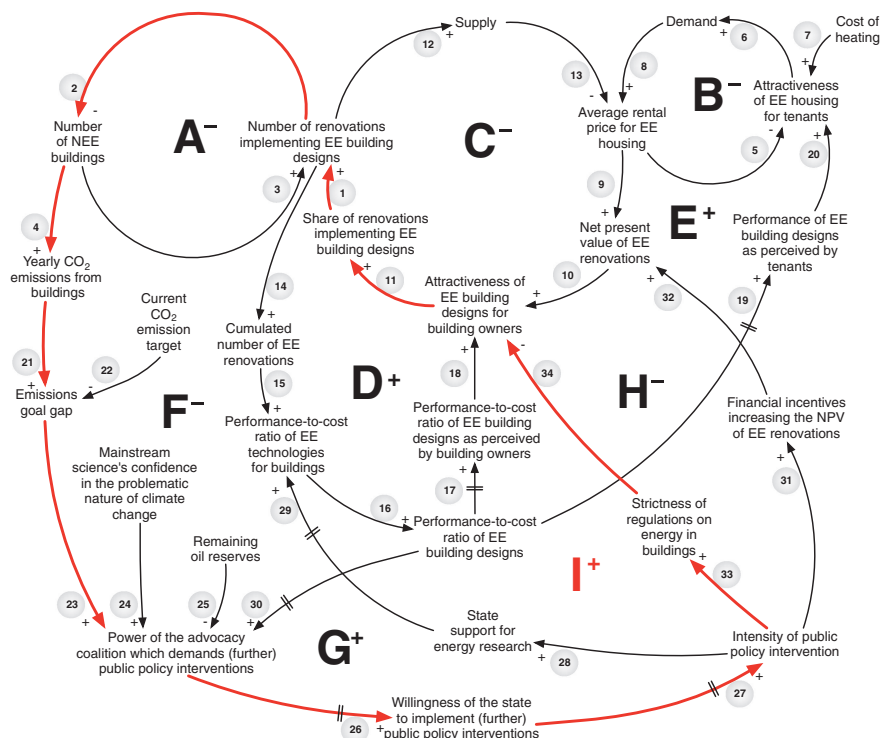 12
+
Supply
Demand
+
6
7
Cost of
heating
2
-
8
13
-
+
B⁻
+
Attractiveness
of EE housing
for tenants
-
+
5
20
Number
of NEE
buildings
A⁻
Number of renovations
implementing EE building
designs
+
+
3
1
C⁻
Average rental
price for EE
housing
9
+
4
+
Yearly CO₂
emissions from
buildings
Share of renovations
implementing EE
building designs
+
11
Net present
value of EE
renovations
+
32
10
+
E⁺
Performance of EE
building designs
as perceived by
tenants
19
+
Current
CO₂
emission
target
14
+
Attractiveness of
EE building
designs for
building owners
+
-
21
+
22
-
Emissions
goal gap
Cumulated
number of EE
renovations
15
+
D⁺
18
34
H⁻
F⁻
Performance-to-cost
ratio of EE
technologies
for buildings
+
29
Performance-to-cost
ratio of EE building
designs as perceived
by building owners
+
17
Financial incentives
increasing the NPV
of EE renovations
+
31
Mainstream
science's confidence
in the problematic
nature of climate
change
16
+
Performance-to-cost
ratio of EE
building designs
Strictness of
regulations on
energy in
buildings
+
33
Remaining
oil reserves
I⁺
23
+
24
+
25
-
30
+
Power of the advocacy
coalition which demands (further)
public policy interventions
G⁺
State
support for
energy research
+
28
Intensity of public
policy intervention
+
27
26
+
Willingness of the state
to implement (further)
public policy interventions